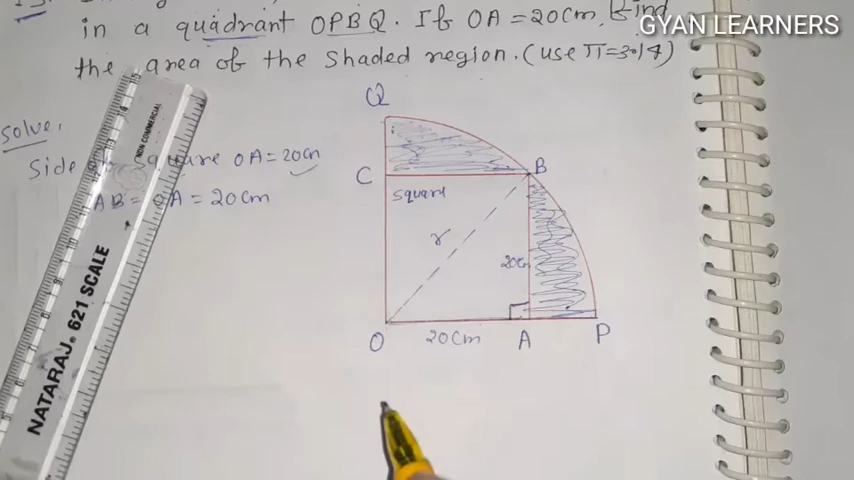 in a quadrant OPBQ. If OA = 20cm, find
GYAN LEARNERS
the area of the shaded region. (use π=3.14)
Q
Solve,
Side square OA = 20cm
AB = OA = 20cm
C
B
square
r
20cm
O
20cm
A
P
NON COMMERCIAL
NATARAJ 621 SCALE
15